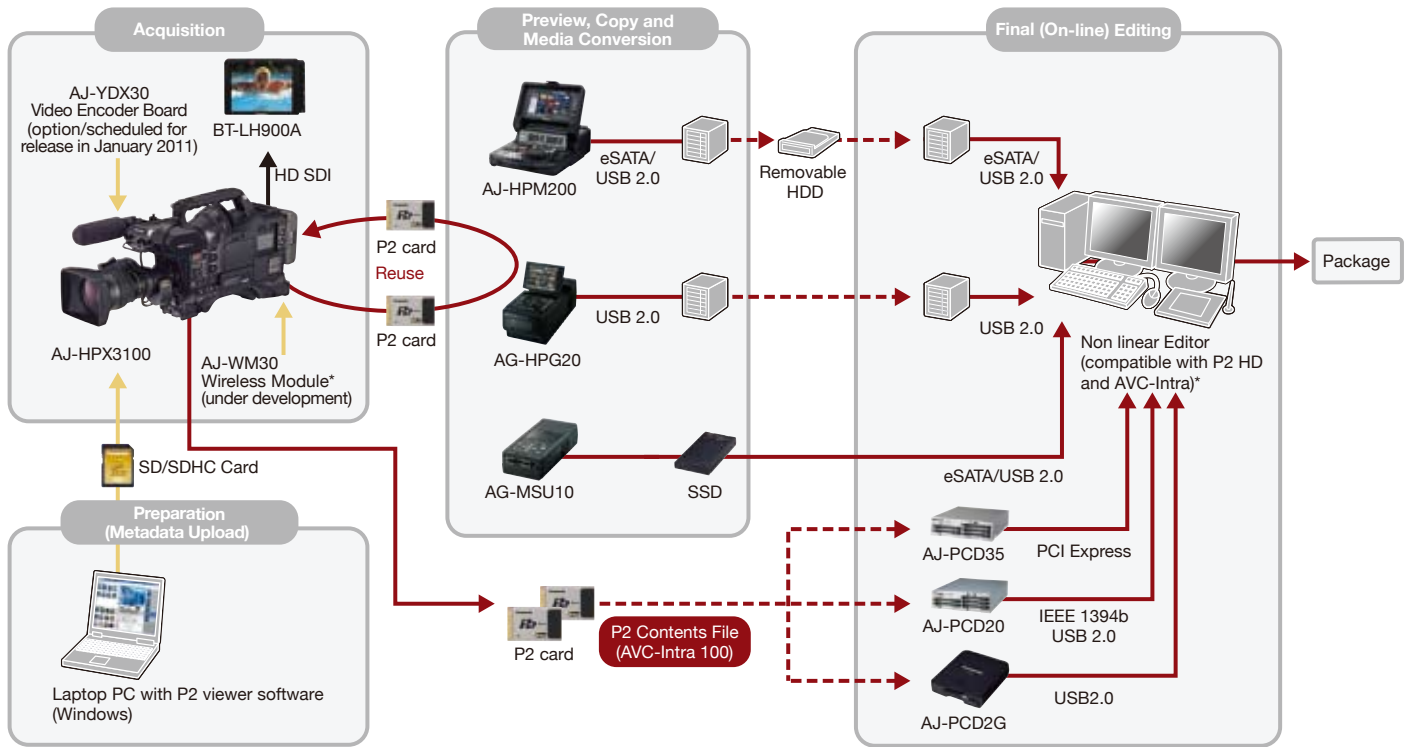 Acquisition
AJ-YDX30
Video Encoder Board
(option/scheduled for
release in January 2011)
BT-LH900A
HD SDI
AJ-HPX3100
AJ-WM30
Wireless Module*
(under development)
SD/SDHC Card
Preparation
(Metadata Upload)
Laptop PC with P2 viewer software
(Windows)
P2 card
Reuse
P2 card
Preview, Copy and
Media Conversion
AJ-HPM200
eSATA/
USB 2.0
Removable
HDD
AG-HPG20
USB 2.0
AG-MSU10
SSD
P2 card
P2 Contents File
(AVC-Intra 100)
Final (On-line) Editing
eSATA/
USB 2.0
USB 2.0
Non linear Editor
(compatible with P2 HD
and AVC-Intra)*
eSATA/USB 2.0
AJ-PCD35
PCI Express
AJ-PCD20
IEEE 1394b
USB 2.0
AJ-PCD2G
USB2.0
Package